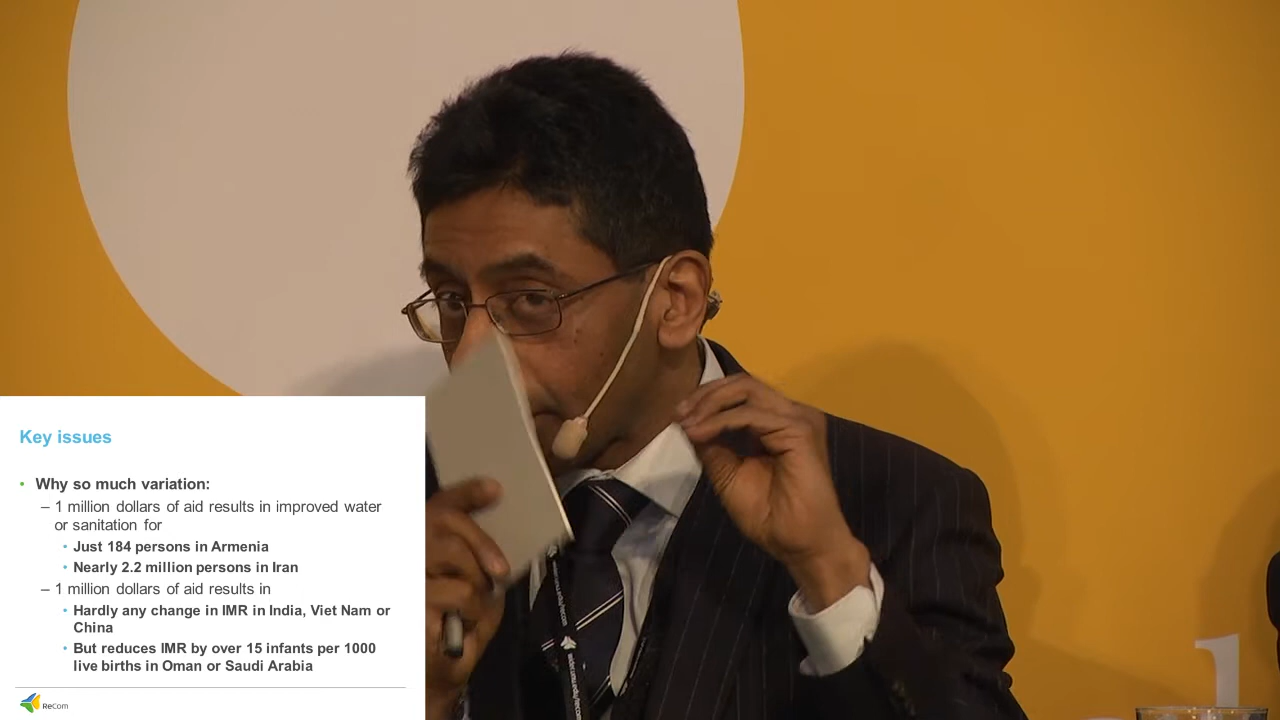 Key issues
• Why so much variation:
– 1 million dollars of aid results in improved water
or sanitation for
• Just 184 persons in Armenia
• Nearly 2.2 million persons in Iran
– 1 million dollars of aid results in
• Hardly any change in IMR in India, Viet Nam or
China
• But reduces IMR by over 15 infants per 1000
live births in Oman or Saudi Arabia
ReCom